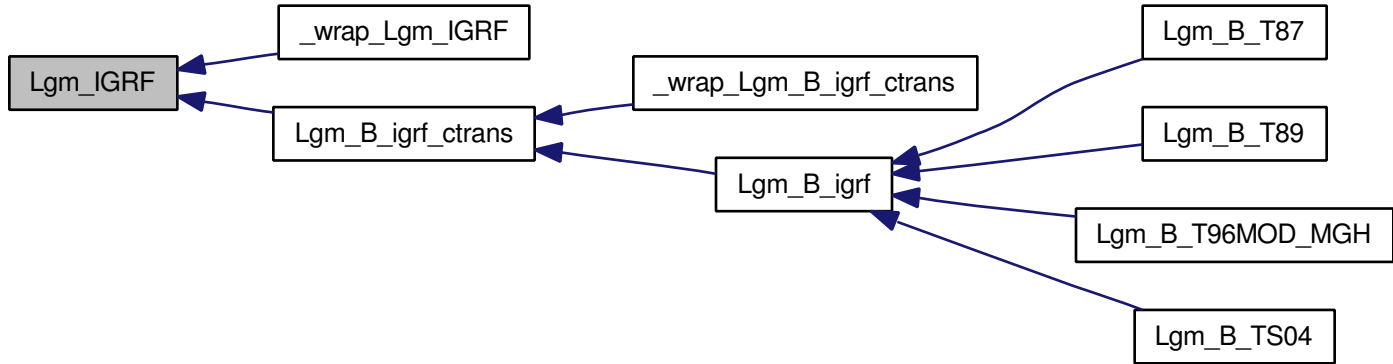 Lgm_IGRF
_wrap_Lgm_IGRF
Lgm_B_igrf_ctrans
_wrap_Lgm_B_igrf_ctrans
Lgm_B_igrf
Lgm_B_T87
Lgm_B_T89
Lgm_B_T96MOD_MGH
Lgm_B_TS04